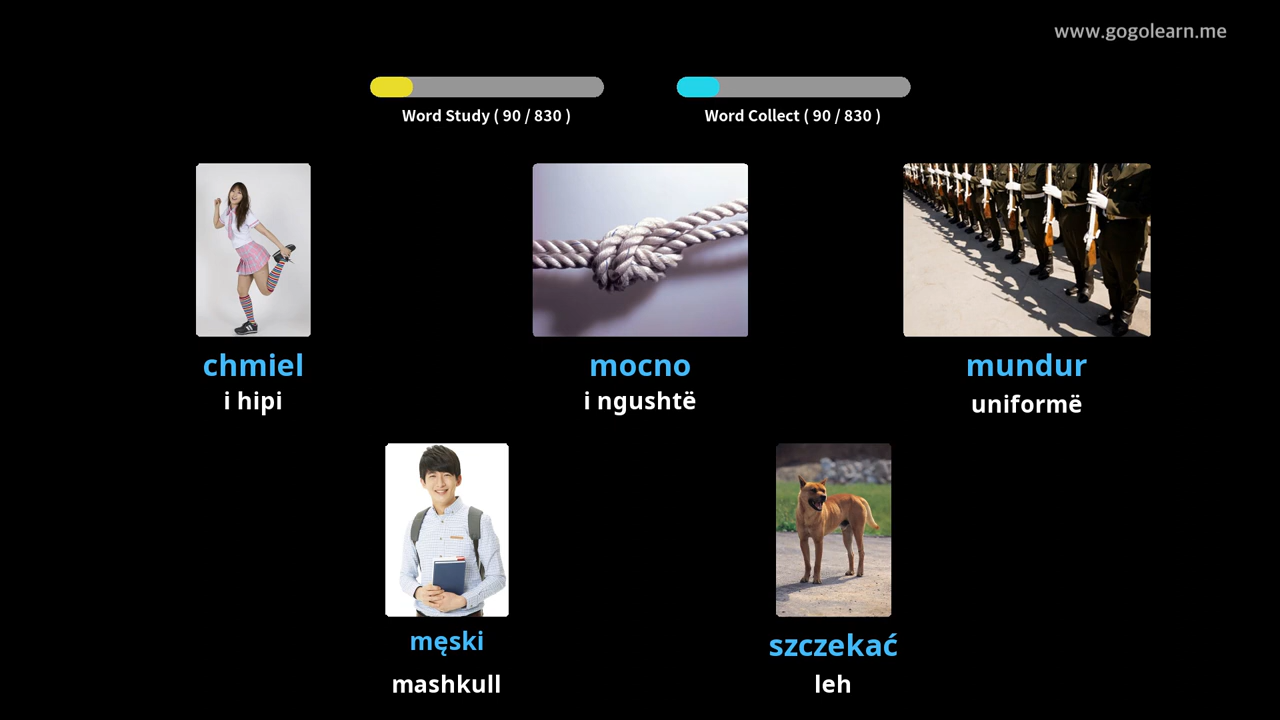 www.gogolearn.me
Word Study ( 90 / 830 )
Word Collect ( 90 / 830 )
chmiel
i hipi
mocno
i ngushtë
mundur
uniformë
męski
mashkull
szczekać
leh